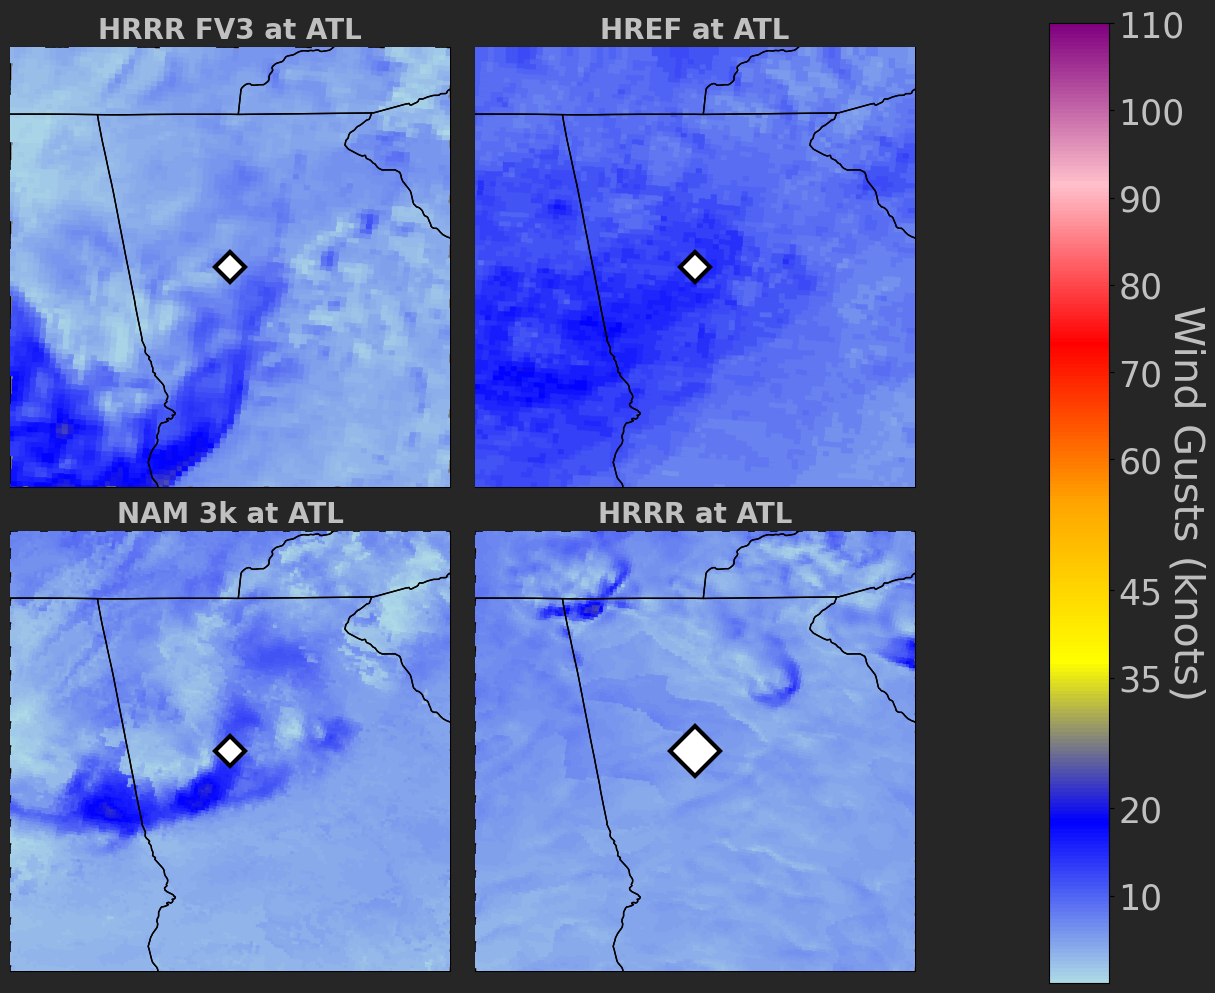 HRRR FV3 at ATL
HREF at ATL
NAM 3k at ATL
HRRR at ATL
110
100
90
80
70
60
45
35
20
10
Wind Gusts (knots)